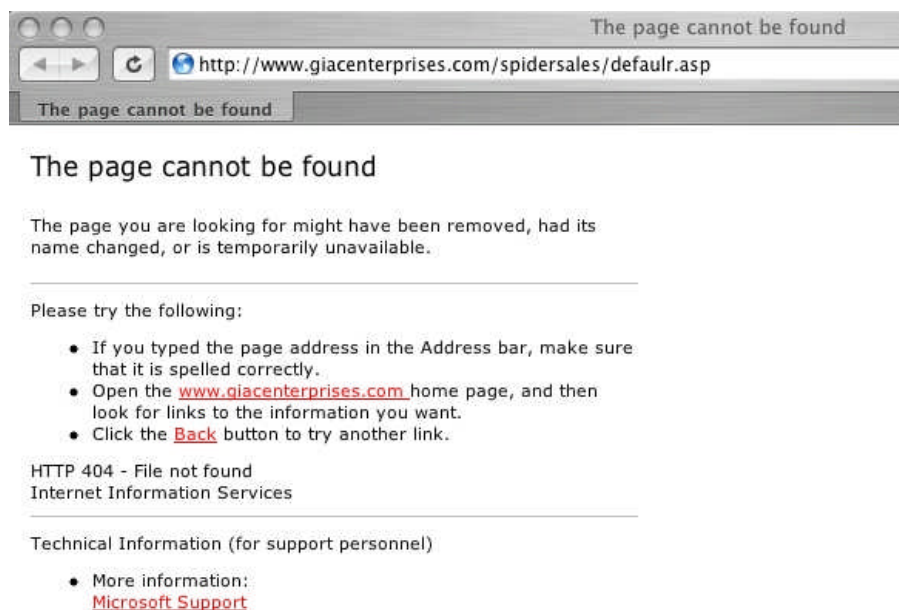 The page cannot be found
http://www.giacenterprises.com/spidersales/defaulr.asp
The page cannot be found
The page cannot be found
The page you are looking for might have been removed, had its
name changed, or is temporarily unavailable.
Please try the following:
• If you typed the page address in the Address bar, make sure
that it is spelled correctly.
• Open the www.giacenterprises.com home page, and then
look for links to the information you want.
• Click the Back button to try another link.
HTTP 404 - File not found
Internet Information Services
Technical Information (for support personnel)
• More information:
Microsoft Support